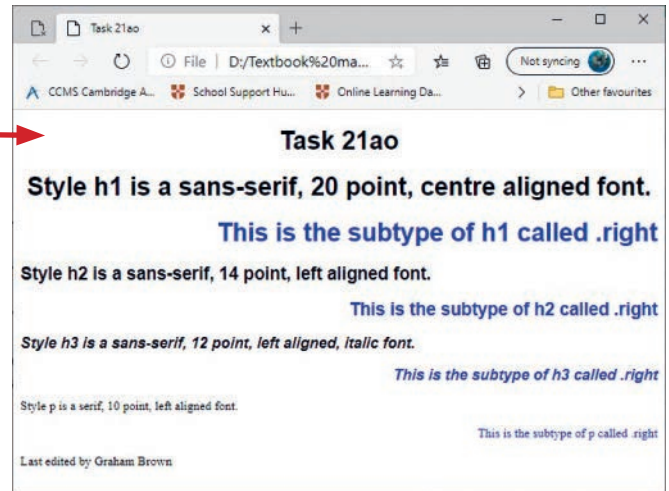 Task 21ao
File | D:/Textbook%20ma...
Not syncing
CCMS Cambridge A...
School Support Hu...
Online Learning Da...
Other favourites
Task 21ao
Style h1 is a sans-serif, 20 point, centre aligned font.
This is the subtype of h1 called .right
Style h2 is a sans-serif, 14 point, left aligned font.
This is the subtype of h2 called .right
Style h3 is a sans-serif, 12 point, left aligned, italic font.
This is the subtype of h3 called .right
Style p is a serif, 10 point, left aligned font.
This is the subtype of p called .right
Last edited by Graham Brown